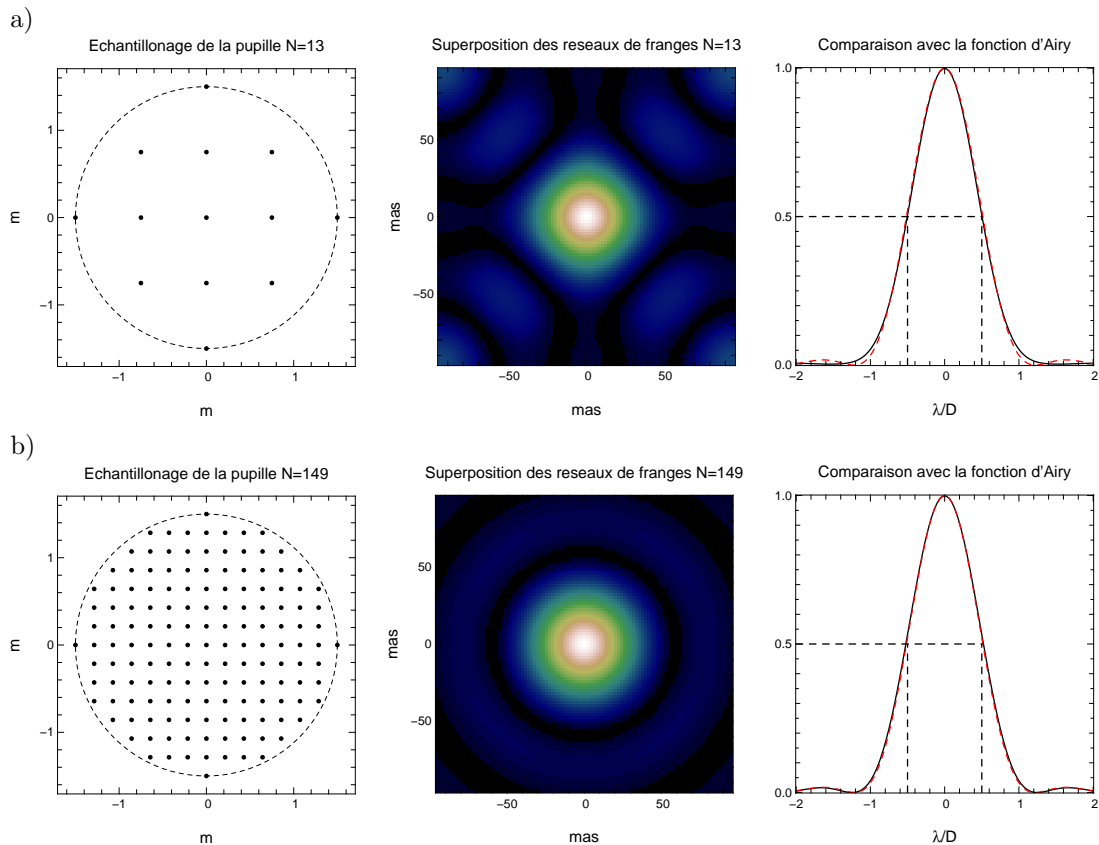 a)
Echantillonage de la pupille N=13
Superposition des reseaux de franges N=13
Comparaison avec la fonction d'Airy
1
0
−1
m
−1
0
1
m
50
0
−50
mas
−50
0
50
mas
1.0
0.5
0.0
−2
−1
0
1
2
λ/D
b)
Echantillonage de la pupille N=149
Superposition des reseaux de franges N=149
Comparaison avec la fonction d'Airy
1
0
−1
m
−1
0
1
m
50
0
−50
mas
−50
0
50
mas
1.0
0.5
0.0
−2
−1
0
1
2
λ/D